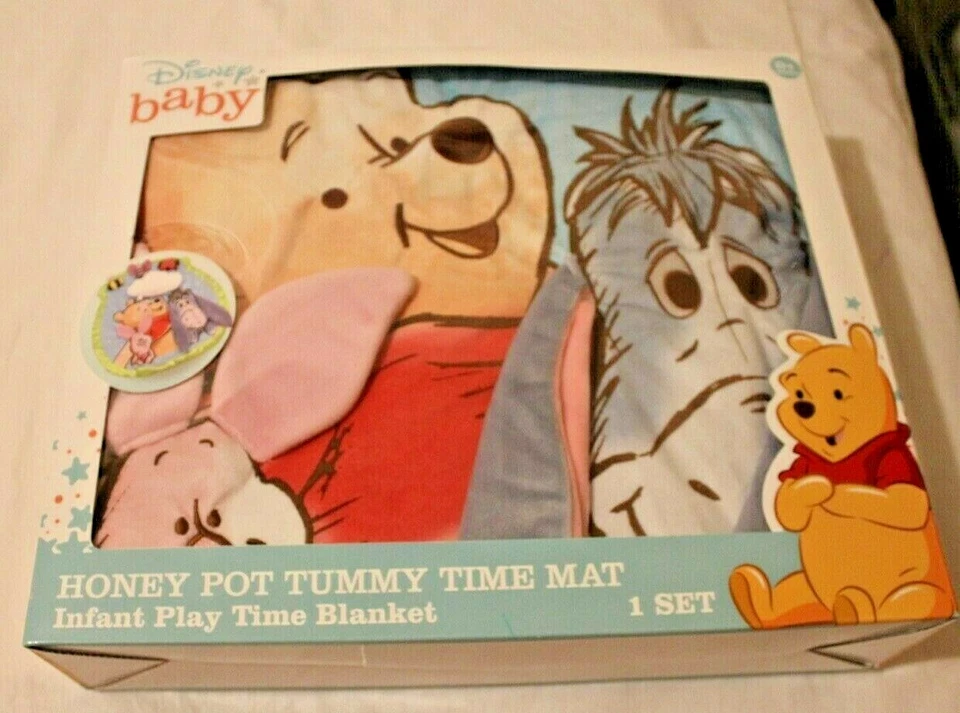 Disney
baby
HONEY POT TUMMY TIME MAT
Infant Play Time Blanket
1 SET